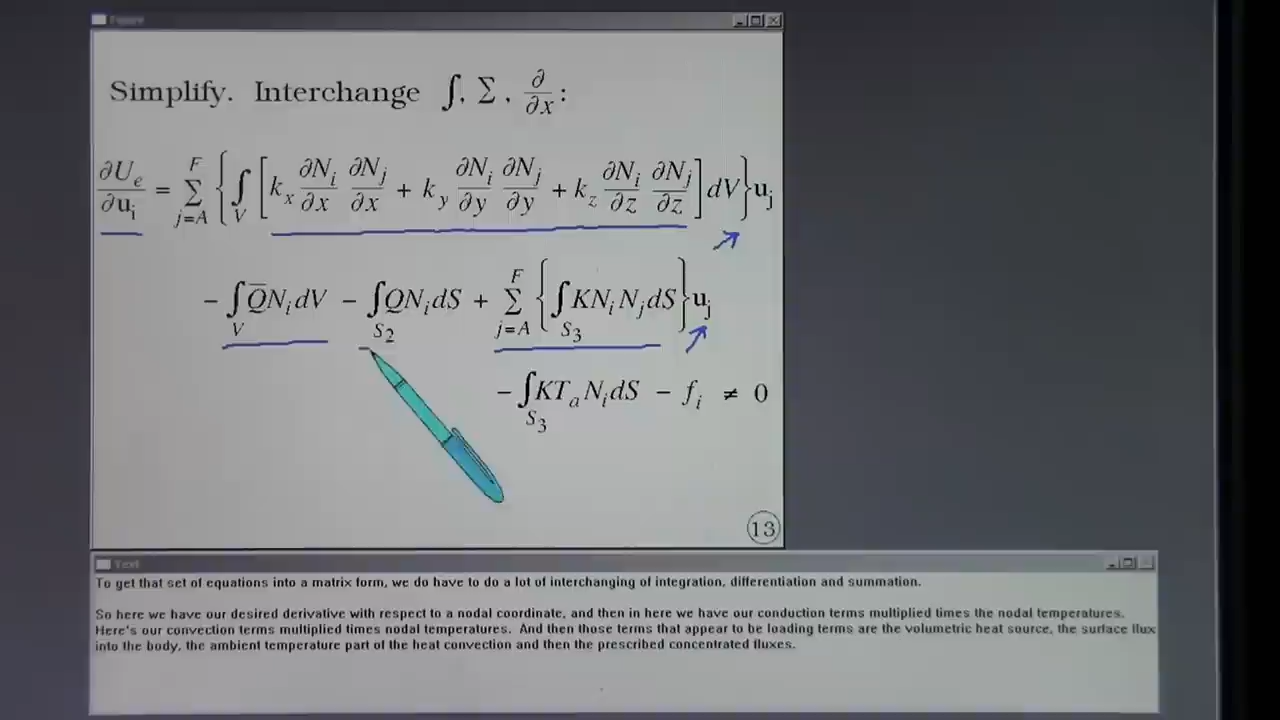 Figure
Simplify. Interchange ∫, Σ, ∂/∂x:
∂U_e/∂u_i = Σ_{j=A}^{F} { ∫_V [ k_x ∂N_i/∂x ∂N_j/∂x + k_y ∂N_i/∂y ∂N_j/∂y + k_z ∂N_i/∂z ∂N_j/∂z ] dV } u_j
- ∫_V Q̅N_i dV - ∫_{S_2} QN_i dS + Σ_{j=A}^{F} { ∫_{S_3} KN_i N_j dS } u_j
- ∫_{S_3} KT_a N_i dS - f_i ≠ 0
13
Text
To get that set of equations into a matrix form, we do have to do a lot of interchanging of integration, differentiation and summation.
So here we have our desired derivative with respect to a nodal coordinate, and then in here we have our conduction terms multiplied times the nodal temperatures.
Here's our convection terms multiplied times nodal temperatures. And then those terms that appear to be loading terms are the volumetric heat source, the surface flux
into the body, the ambient temperature part of the heat convection and then the prescribed concentrated fluxes.